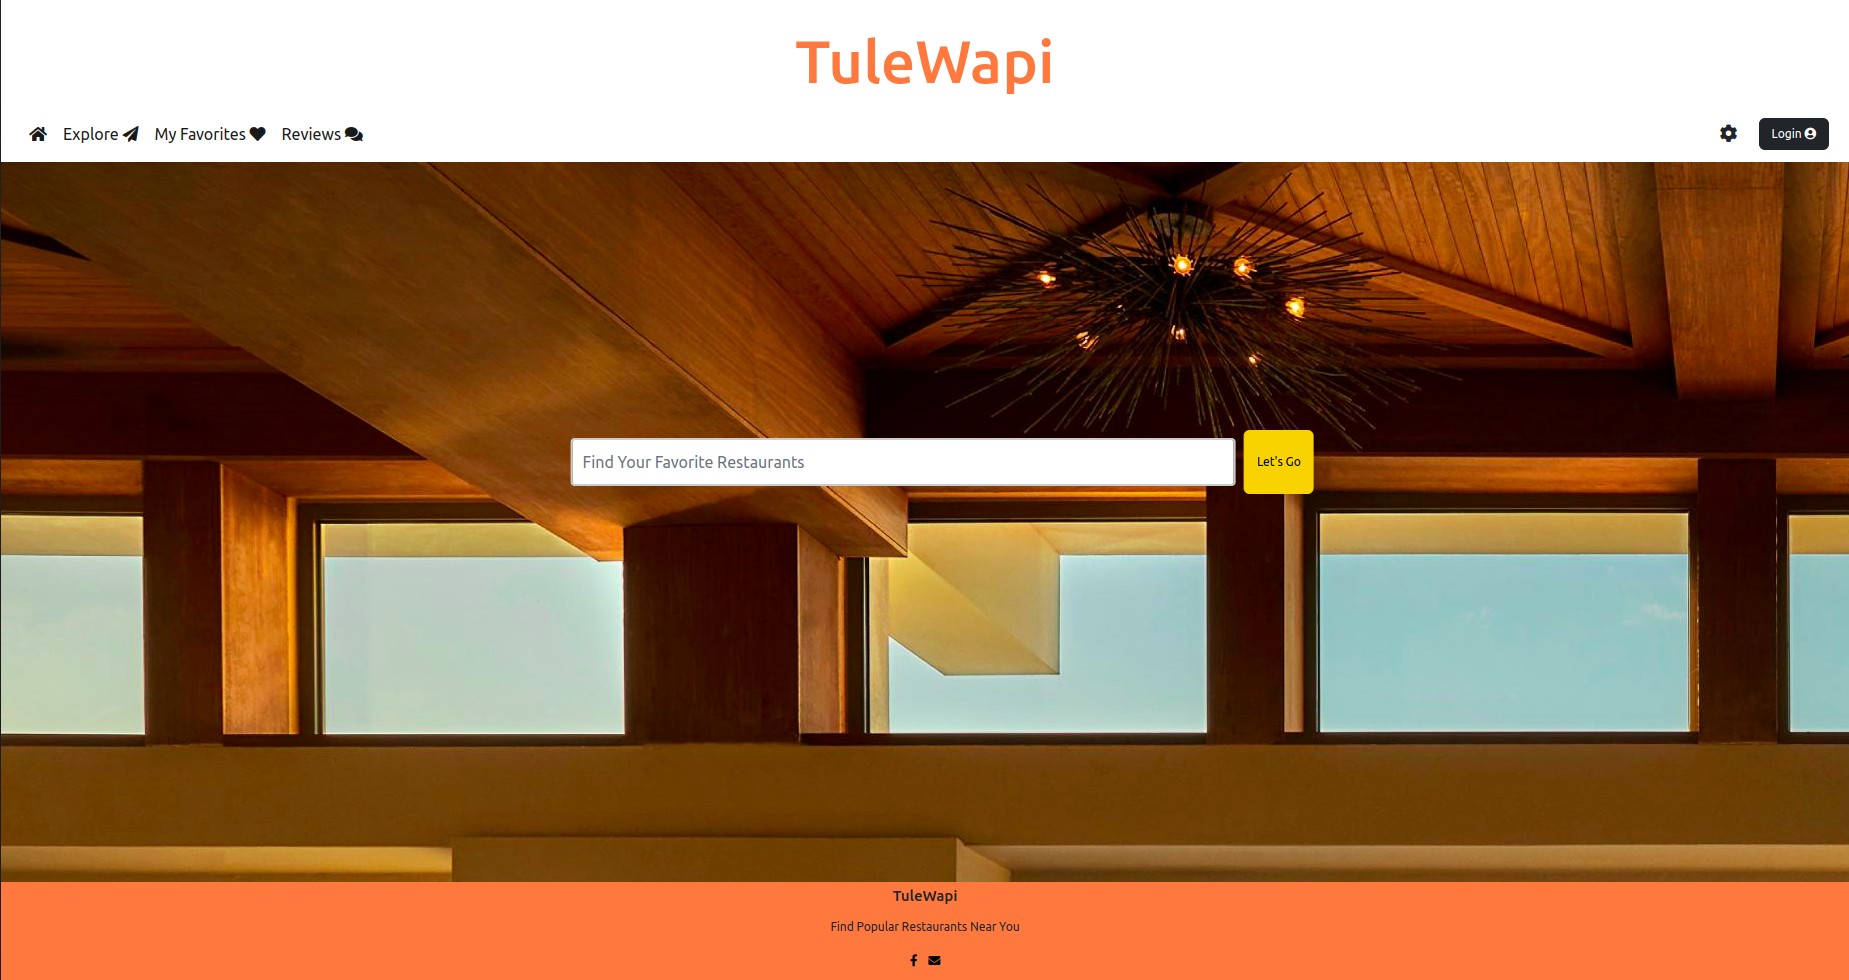 TuleWapi
Explore My Favorites Reviews Login
Find Your Favorite Restaurants Let's Go
TuleWapi
Find Popular Restaurants Near You